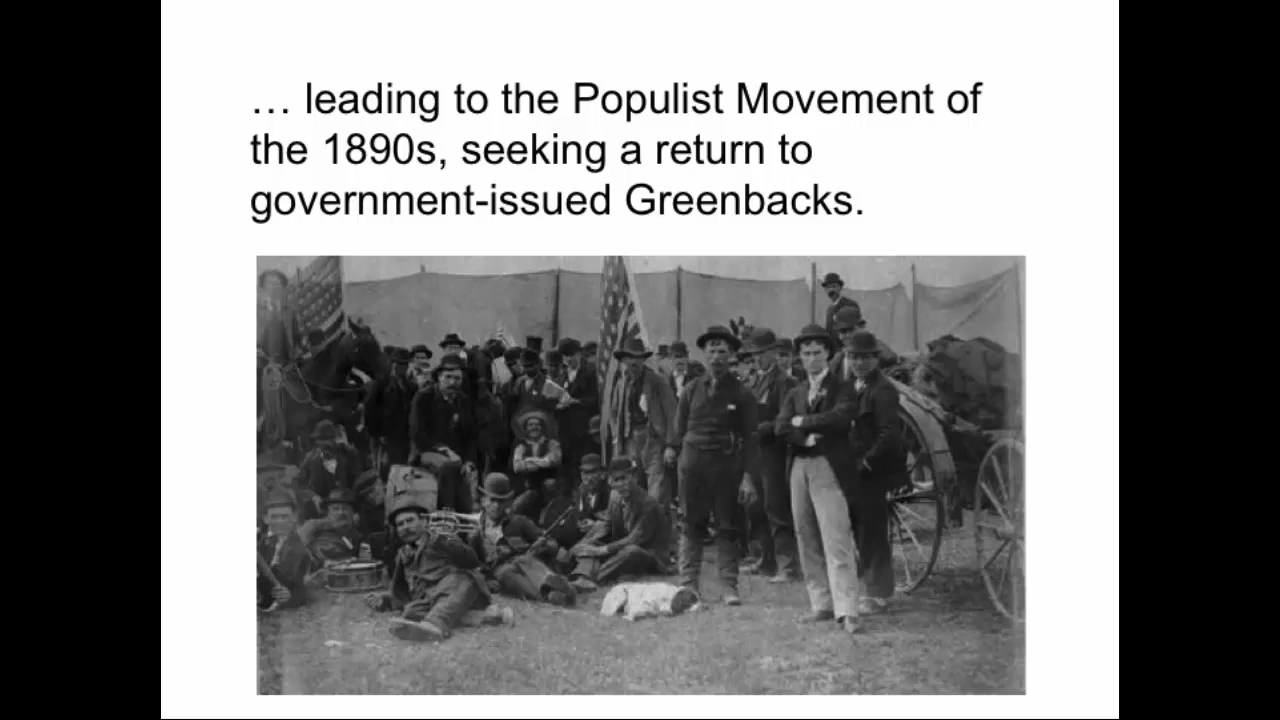 … leading to the Populist Movement of
the 1890s, seeking a return to
government-issued Greenbacks.